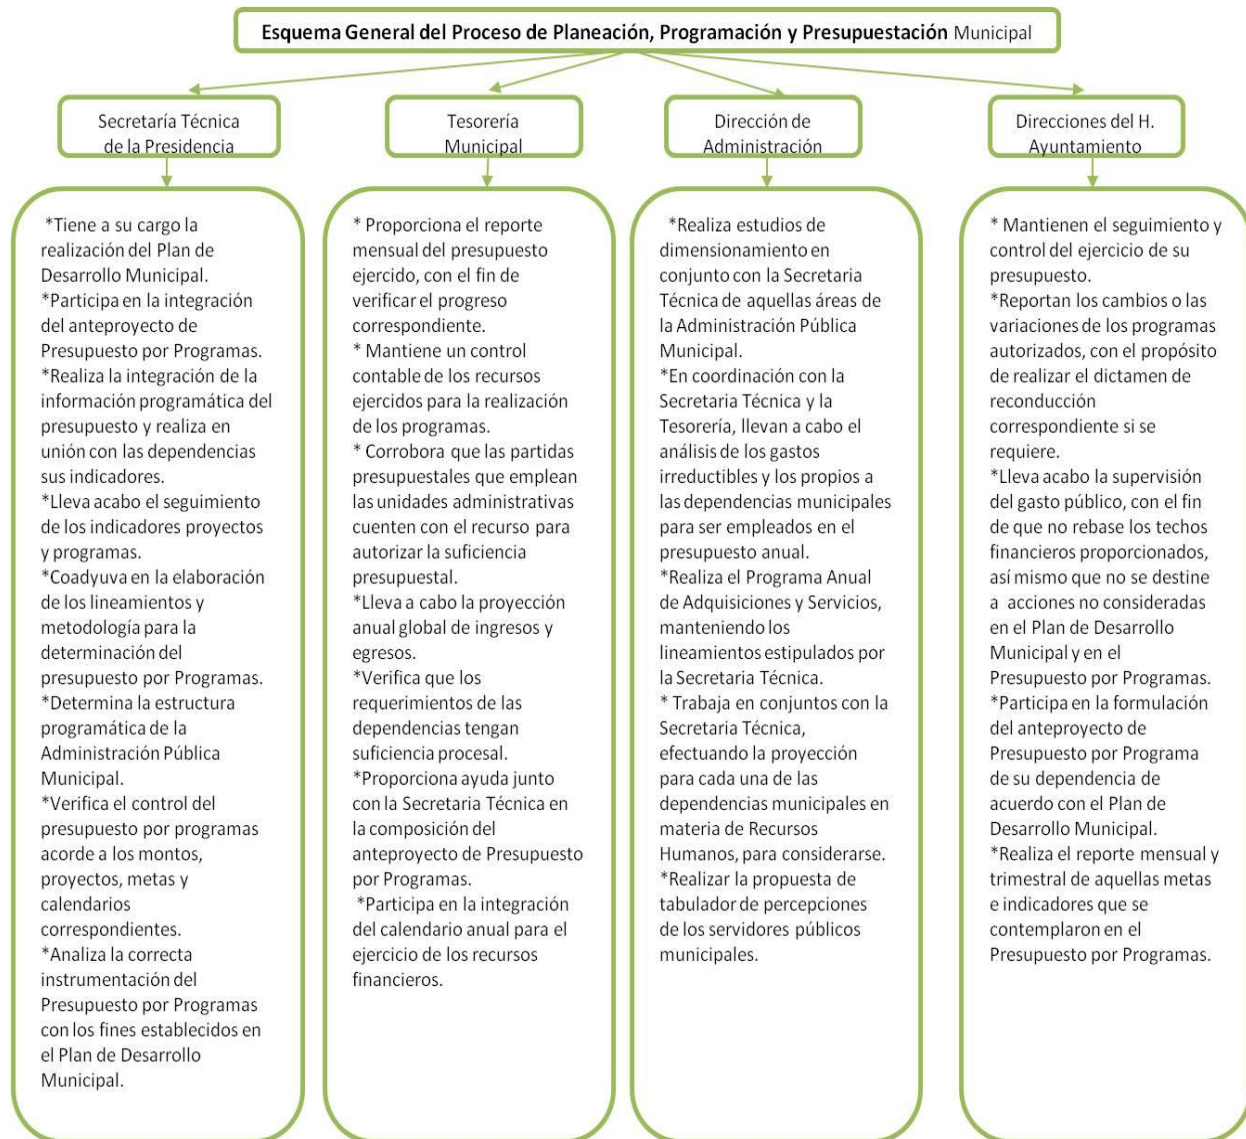 Esquema General del Proceso de Planeación, Programación y Presupuestación Municipal
Secretaría Técnica
de la Presidencia
Tesorería
Municipal
Dirección de
Administración
Direcciones del H.
Ayuntamiento
*Tiene a su cargo la
realización del Plan de
Desarrollo Municipal.
*Participa en la integración
del anteproyecto de
Presupuesto por Programas.
*Realiza la integración de la
información programática del
presupuesto y realiza en
unión con las dependencias
sus indicadores.
*Lleva acabo el seguimiento
de los indicadores proyectos
y programas.
*Coadyuva en la elaboración
de los lineamientos y
metodología para la
determinación del
presupuesto por Programas.
*Determina la estructura
programática de la
Administración Pública
Municipal.
*Verifica el control del
presupuesto por programas
acorde a los montos,
proyectos, metas y
calendarios
correspondientes.
*Analiza la correcta
instrumentación del
Presupuesto por Programas
con los fines establecidos en
el Plan de Desarrollo
Municipal.
* Proporciona el reporte
mensual del presupuesto
ejercido, con el fin de
verificar el progreso
correspondiente.
* Mantiene un control
contable de los recursos
ejercidos para la realización
de los programas.
* Corrobora que las partidas
presupuestales que emplean
las unidades administrativas
cuenten con el recurso para
autorizar la suficiencia
presupuestal.
*Lleva a cabo la proyección
anual global de ingresos y
egresos.
*Verifica que los
requerimientos de las
dependencias tengan
suficiencia procesal.
*Proporciona ayuda junto
con la Secretaria Técnica en
la composición del
anteproyecto de Presupuesto
por Programas.
*Participa en la integración
del calendario anual para el
ejercicio de los recursos
financieros.
*Realiza estudios de
dimensionamiento en
conjunto con la Secretaria
Técnica de aquellas áreas de
la Administración Pública
Municipal.
*En coordinación con la
Secretaria Técnica y la
Tesorería, llevan a cabo el
análisis de los gastos
irreductibles y los propios a
las dependencias municipales
para ser empleados en el
presupuesto anual.
*Realiza el Programa Anual
de Adquisiciones y Servicios,
manteniendo los
lineamientos estipulados por
la Secretaria Técnica.
* Trabaja en conjuntos con la
Secretaria Técnica,
efectuando la proyección
para cada una de las
dependencias municipales en
materia de Recursos
Humanos, para considerarse.
*Realizar la propuesta de
tabulador de percepciones
de los servidores públicos
municipales.
* Mantienen el seguimiento y
control del ejercicio de su
presupuesto.
*Reportan los cambios o las
variaciones de los programas
autorizados, con el propósito
de realizar el dictamen de
reconducción
correspondiente si se
requiere.
*Lleva acabo la supervisión
del gasto público, con el fin
de que no rebase los techos
financieros proporcionados,
así mismo que no se destine
a acciones no consideradas
en el Plan de Desarrollo
Municipal y en el
Presupuesto por Programas.
*Participa en la formulación
del anteproyecto de
Presupuesto por Programa
de su dependencia de
acuerdo con el Plan de
Desarrollo Municipal.
*Realiza el reporte mensual y
trimestral de aquellas metas
e indicadores que se
contemplaron en el
Presupuesto por Programas.